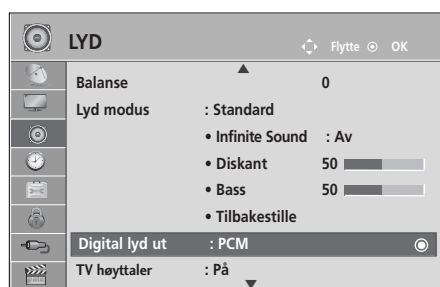 LYD Flytte OK
Balanse 0
Lyd modus : Standard
• Infinite Sound : Av
• Diskant 50
• Bass 50
• Tilbakestille
Digital lyd ut : PCM
TV høyttaler : På